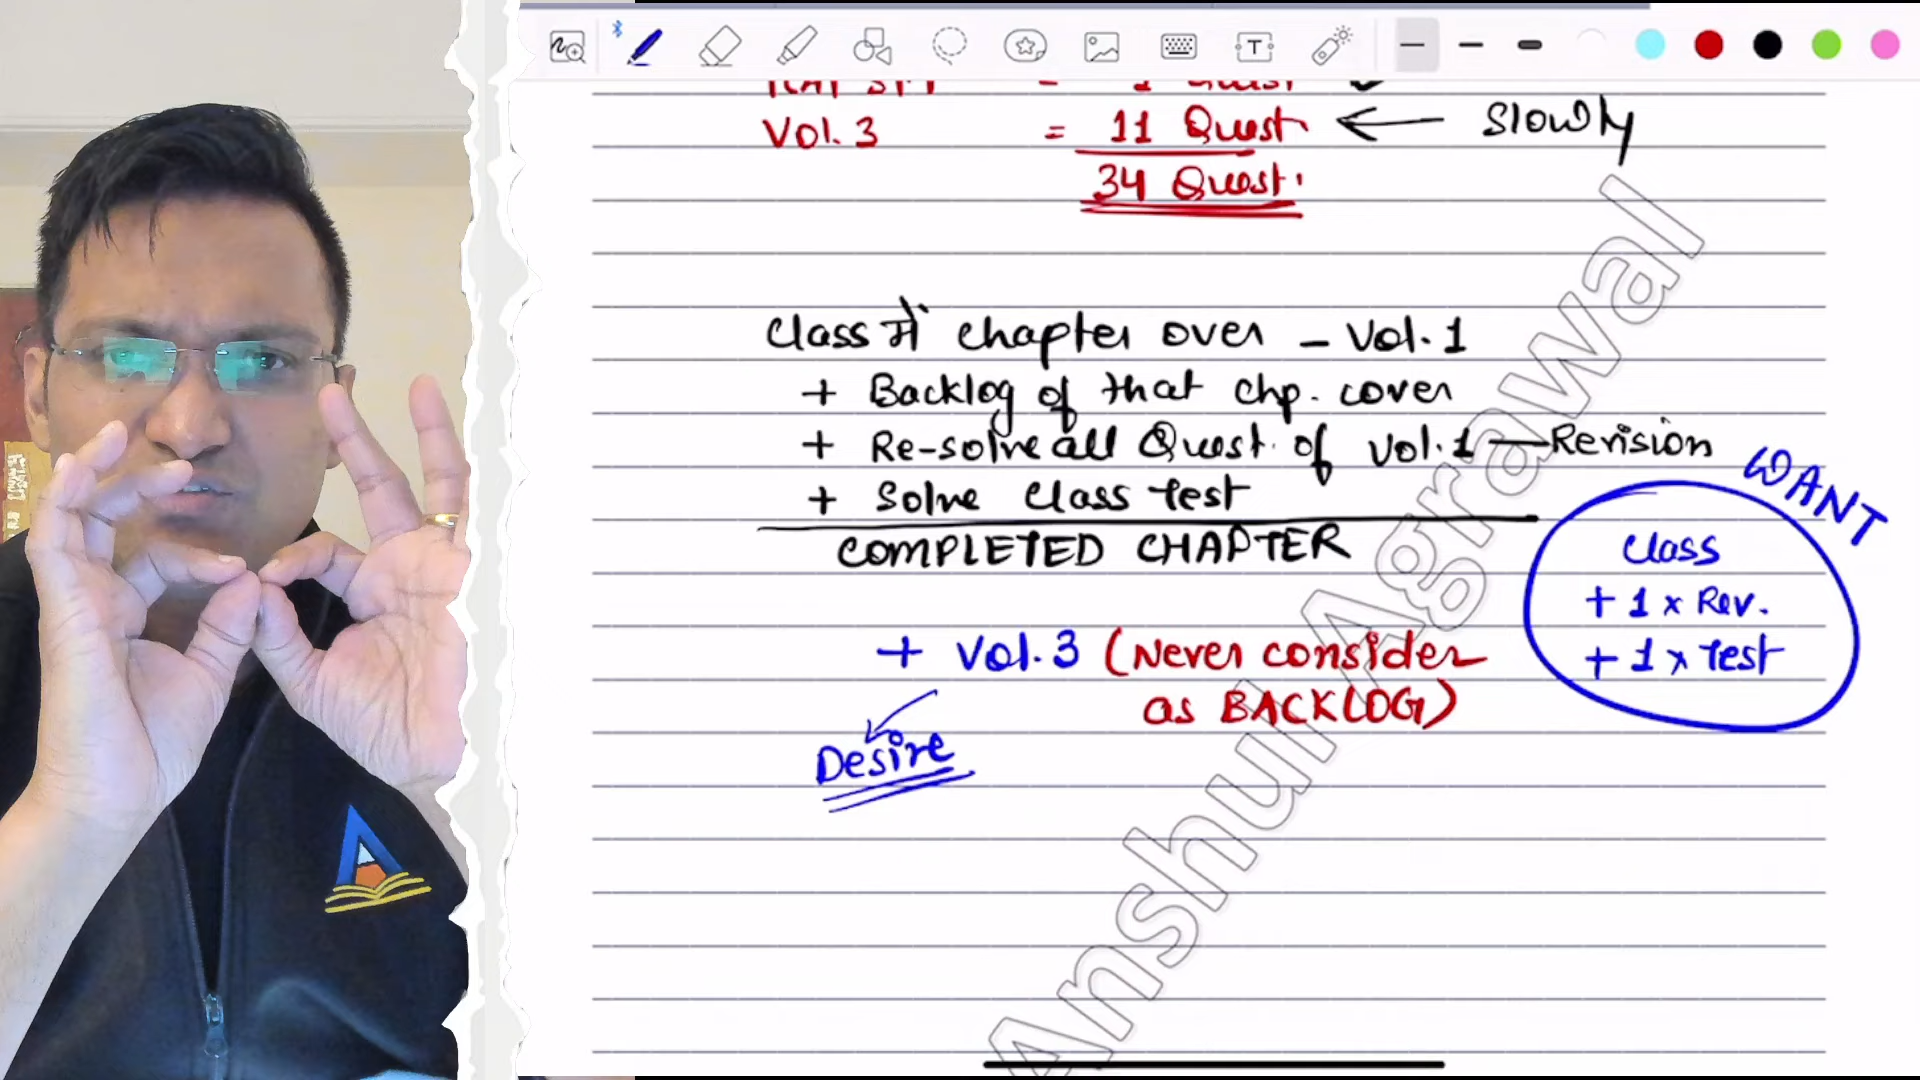 Vol. 3 = 11 Quest. ← Slowly
34 Quest.
Class में chapter over - Vol. 1
+ Backlog of that chp. cover
+ Re-solve all Quest. of Vol. 1 — Revision
+ Solve Class Test
COMPLETED CHAPTER
+ Vol. 3 (Never consider
as BACKLOG)
Desire
WANT
Class
+ 1 x Rev.
+ 1 x Test
Anshul Agrawal
T